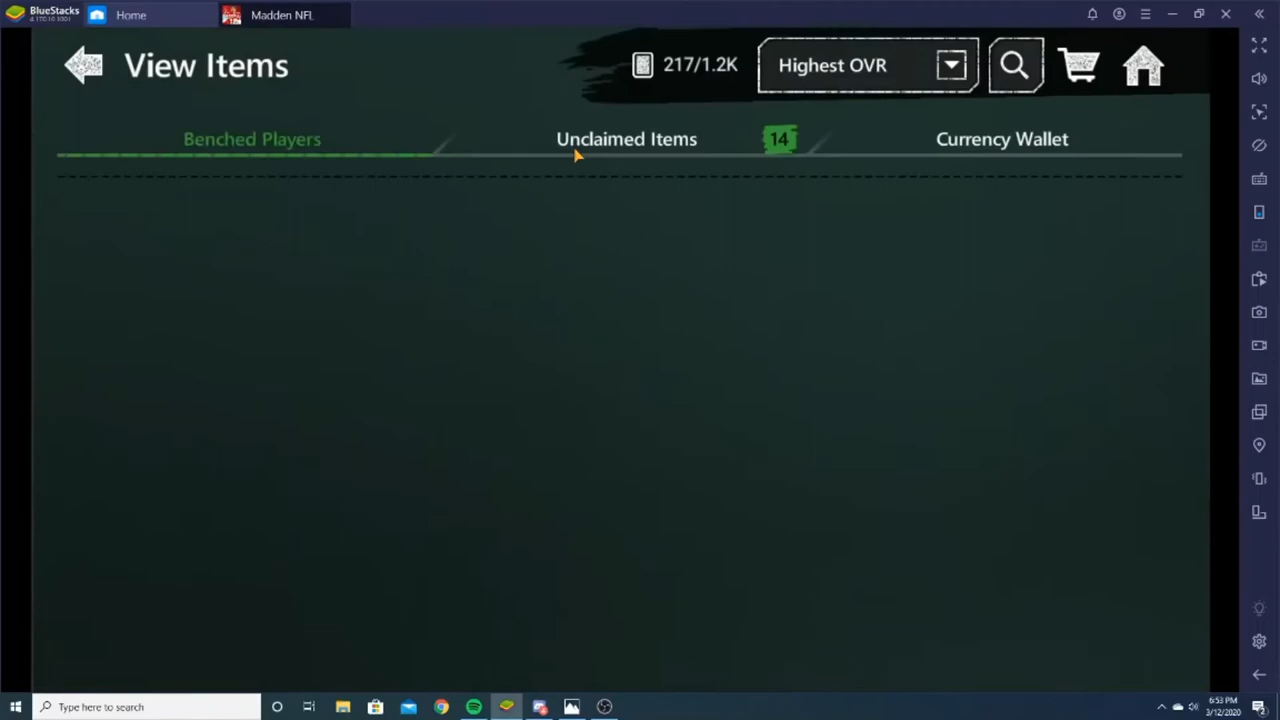 BlueStacks
Home
Madden NFL
View Items
217/1.2K
Highest OVR
Benched Players
Unclaimed Items
14
Currency Wallet
Type here to search
6:53 PM
3/12/2020
2